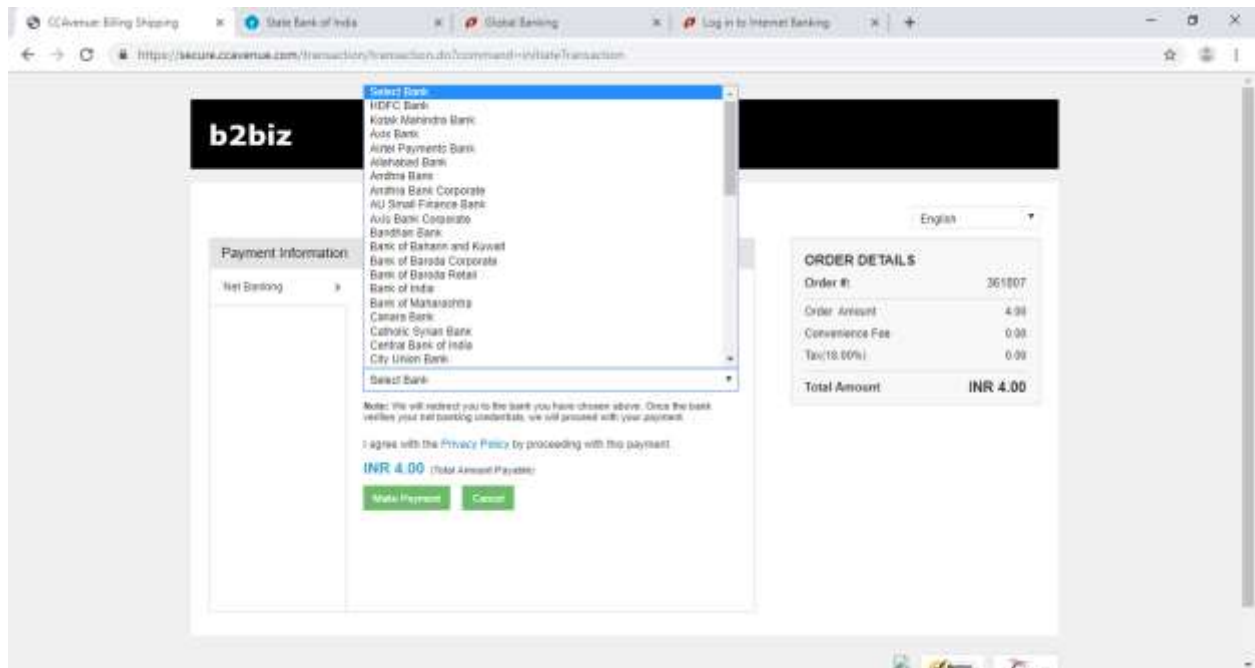 CCAvenue Billing Shipping
State Bank of India
Global Banking
Log in to Internet Banking
https://secure.ccavenue.com/transaction/transaction.do?command=initiateTransaction
b2biz
Select Bank
HDFC Bank
Kotak Mahindra Bank
Axis Bank
Airtel Payments Bank
Allahabad Bank
Andhra Bank
Andhra Bank Corporate
AU Small Finance Bank
Axis Bank Corporate
Bandhan Bank
Bank of Bahrain and Kuwait
Bank of Baroda Corporate
Bank of Baroda Retail
Bank of India
Bank of Maharashtra
Canara Bank
Catholic Syrian Bank
Central Bank of India
City Union Bank
Select Bank
English
Payment Information
Net Banking
Note: We will redirect you to the bank you have chosen above. Once the bank
verifies your net banking credentials, we will proceed with your payment.
I agree with the Privacy Policy by proceeding with this payment.
INR 4.00 (Total Amount Payable)
Make Payment
Cancel
ORDER DETAILS
Order #: 361807
Order Amount 4.00
Convenience Fee 0.00
Tax(18.00%) 0.00
Total Amount INR 4.00